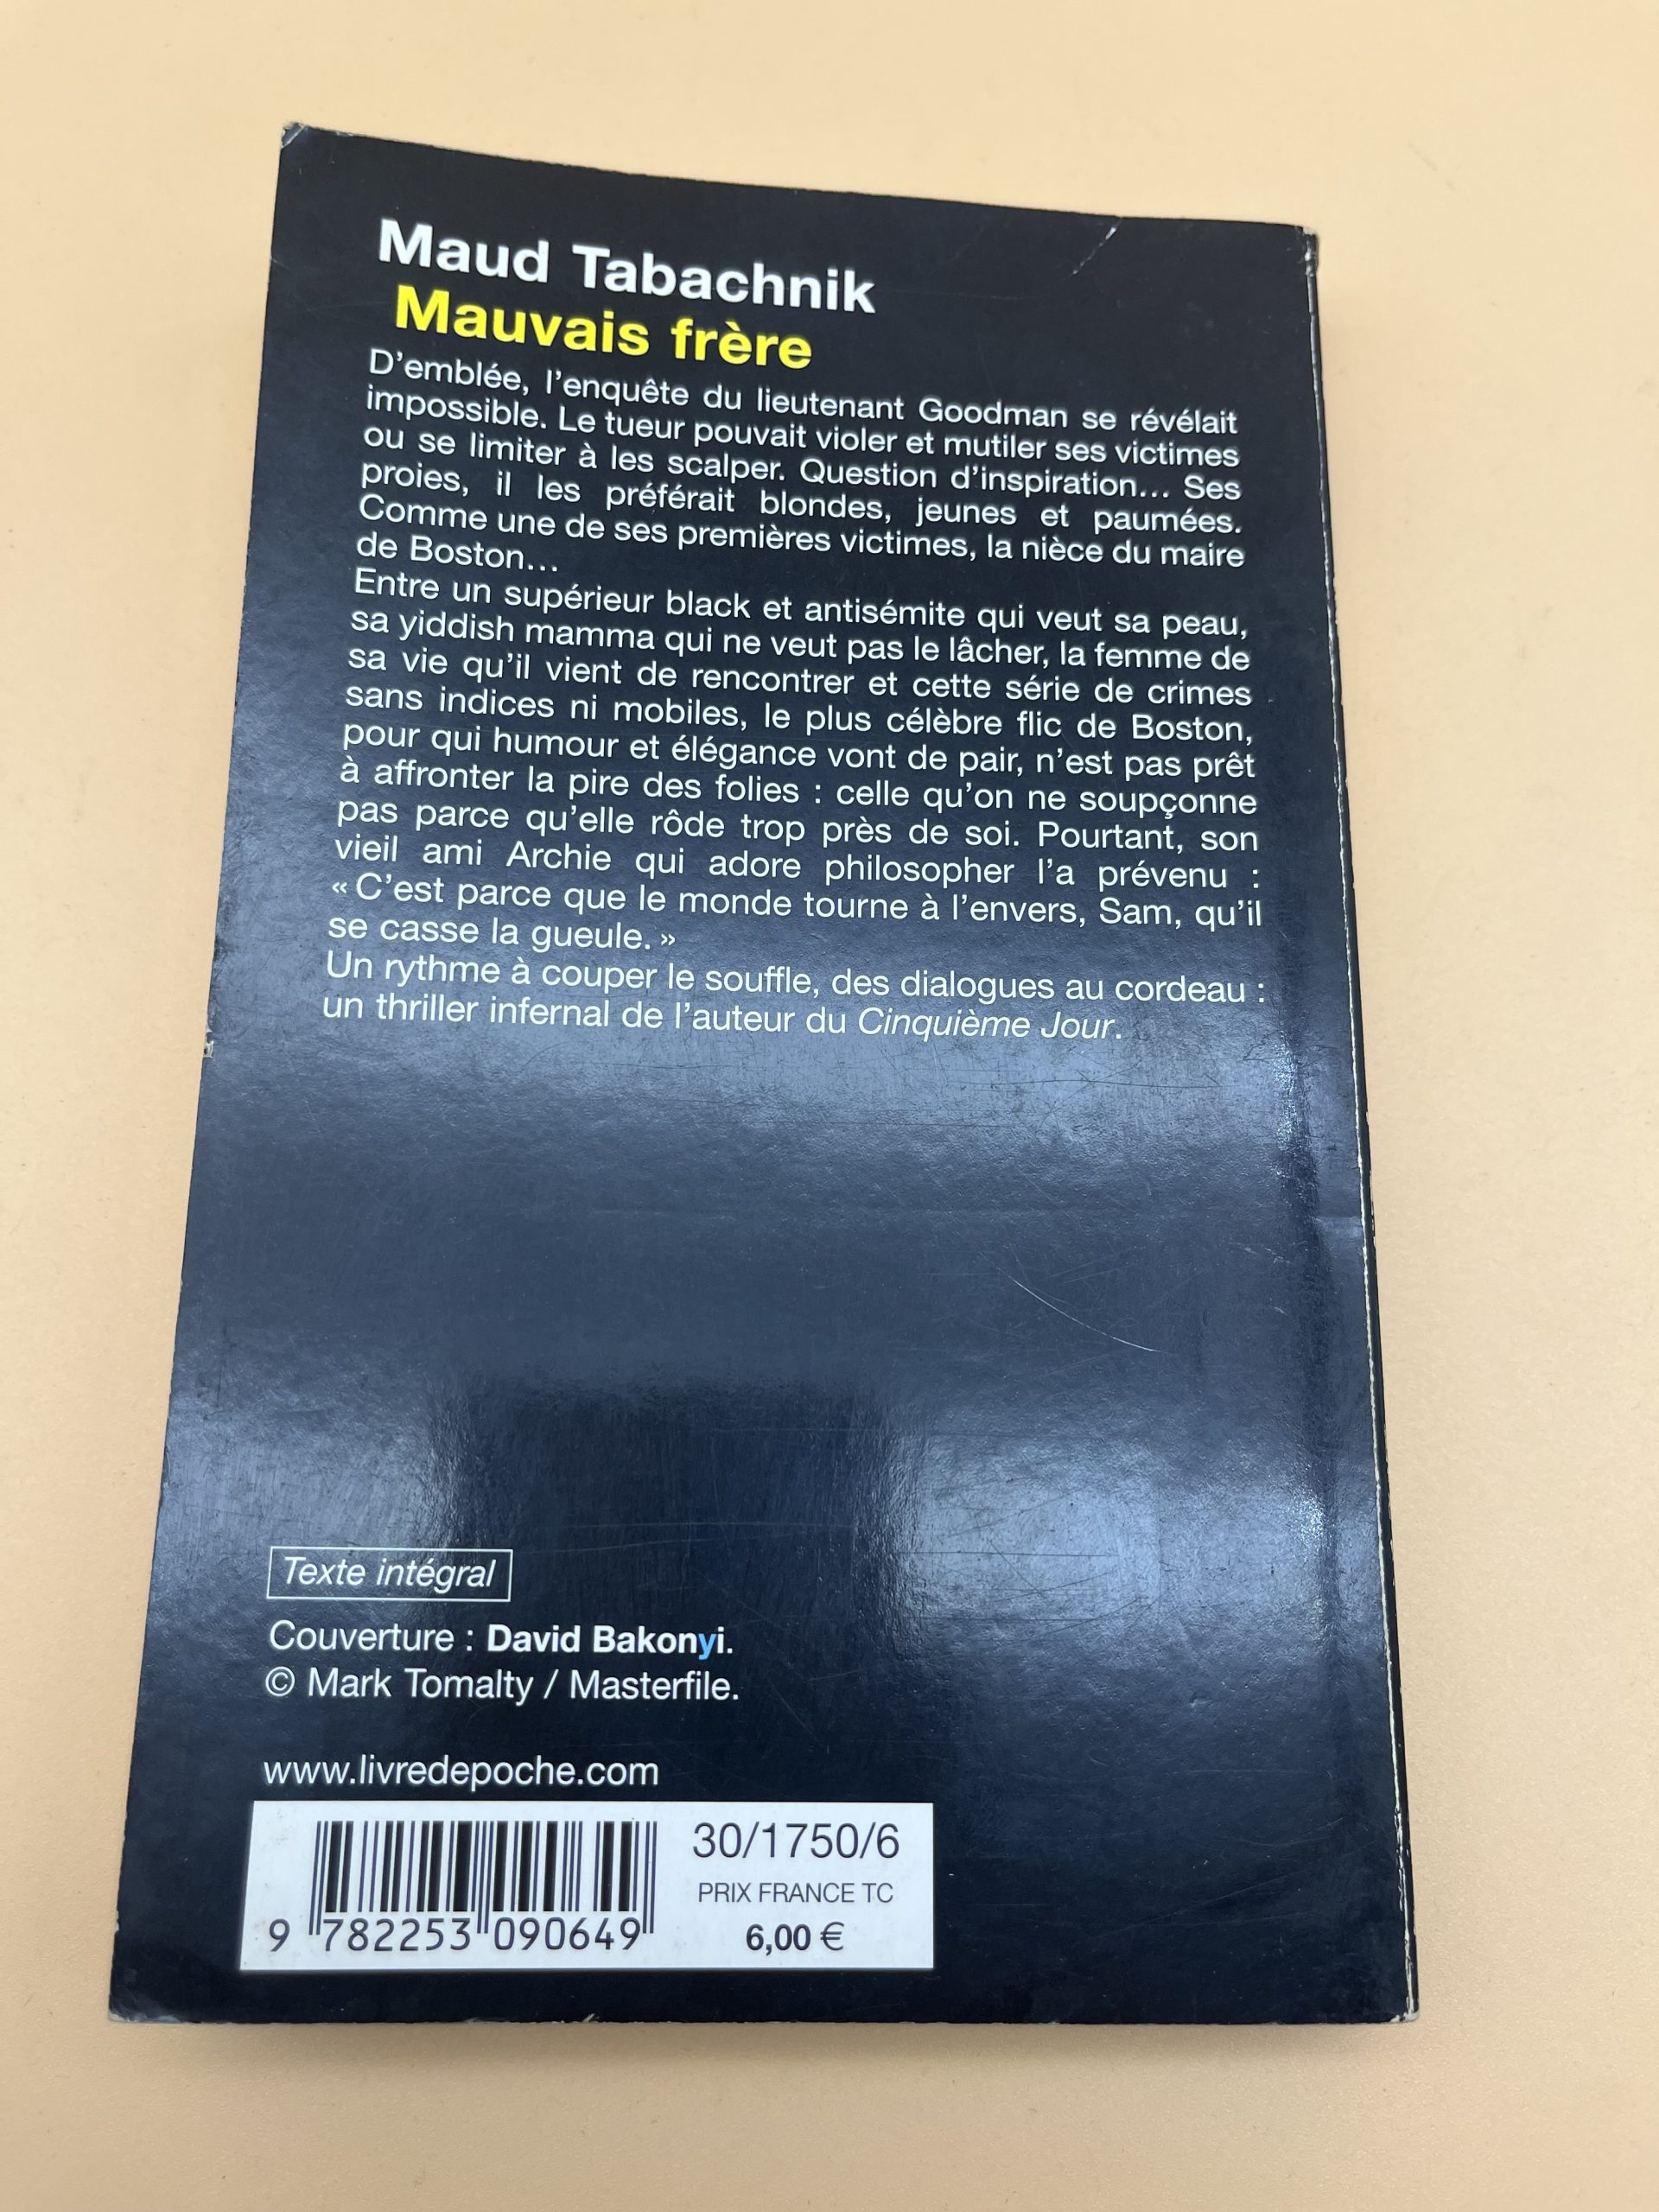 Maud Tabachnik
Mauvais frère
D'emblée, l'enquête du lieutenant Goodman se révélait
impossible. Le tueur pouvait violer et mutiler ses victimes
ou se limiter à les scalper. Question d'inspiration... Ses
proies, il les préférait blondes, jeunes et paumées.
Comme une de ses premières victimes, la nièce du maire
de Boston...
Entre un supérieur black et antisémite qui veut sa peau,
sa yiddish mamma qui ne veut pas le lâcher, la femme de
sa vie qu'il vient de rencontrer et cette série de crimes
sans indices ni mobiles, le plus célèbre flic de Boston,
pour qui humour et élégance vont de pair, n'est pas prêt
à affronter la pire des folies : celle qu'on ne soupçonne
pas parce qu'elle rôde trop près de soi. Pourtant, son
vieil ami Archie qui adore philosopher l'a prévenu :
« C'est parce que le monde tourne à l'envers, Sam, qu'il
se casse la gueule. »
Un rythme à couper le souffle, des dialogues au cordeau :
un thriller infernal de l'auteur du Cinquième Jour.
Texte intégral
Couverture : David Bakonyi.
© Mark Tomalty / Masterfile.
www.livredepoche.com
30/1750/6
PRIX FRANCE TC
6,00 €
9 782253 090649